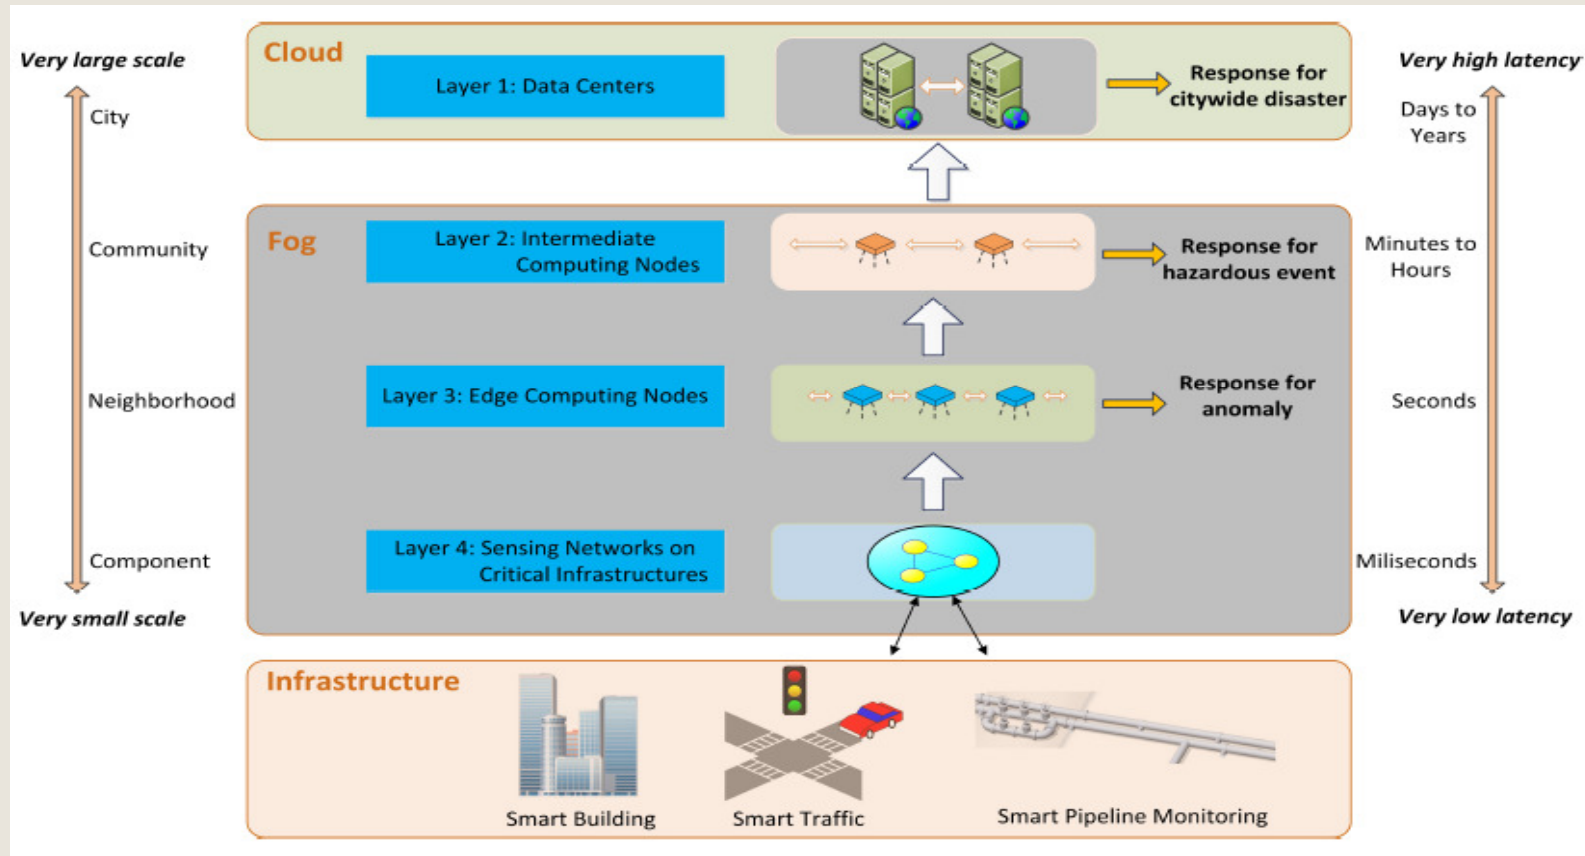 Very large scale
City
Community
Neighborhood
Component
Very small scale
Cloud
Layer 1: Data Centers
Response for
citywide disaster
Fog
Layer 2: Intermediate
Computing Nodes
Response for
hazardous event
Layer 3: Edge Computing Nodes
Response for
anomaly
Layer 4: Sensing Networks on
Critical Infrastructures
Infrastructure
Smart Building
Smart Traffic
Smart Pipeline Monitoring
Very high latency
Days to
Years
Minutes to
Hours
Seconds
Miliseconds
Very low latency